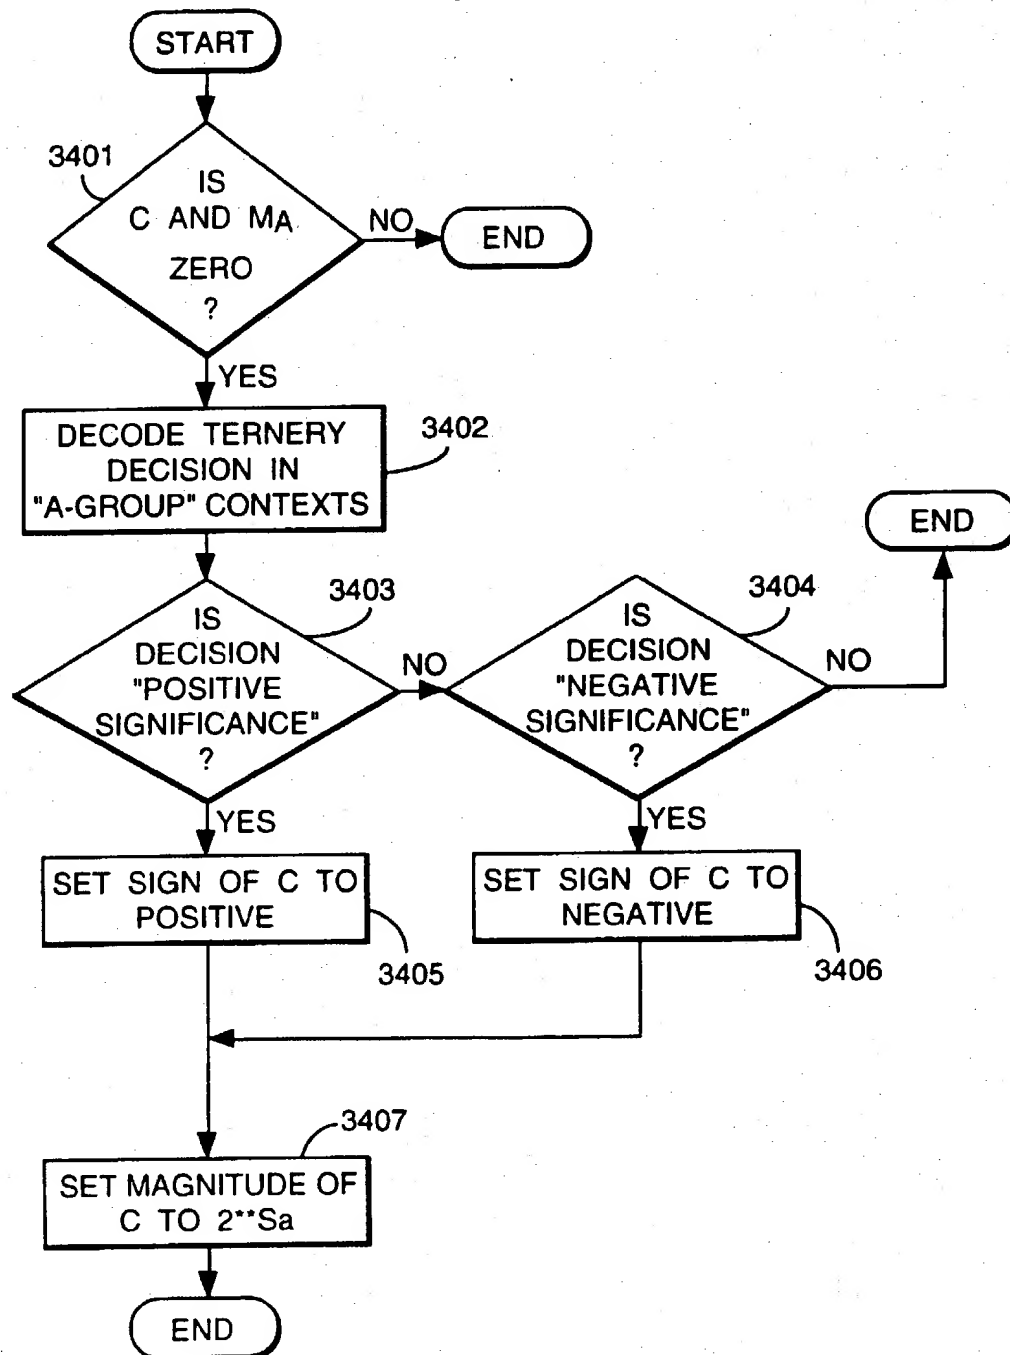 START
3401
IS
C AND MA
ZERO
?
NO
END
YES
DECODE TERNERY
DECISION IN
"A-GROUP" CONTEXTS
3402
END
3403
IS
DECISION
"POSITIVE
SIGNIFICANCE"
?
NO
3404
IS
DECISION
"NEGATIVE
SIGNIFICANCE"
?
NO
YES
YES
SET SIGN OF C TO
POSITIVE
3405
SET SIGN OF C TO
NEGATIVE
3406
3407
SET MAGNITUDE OF
C TO 2**Sa
END